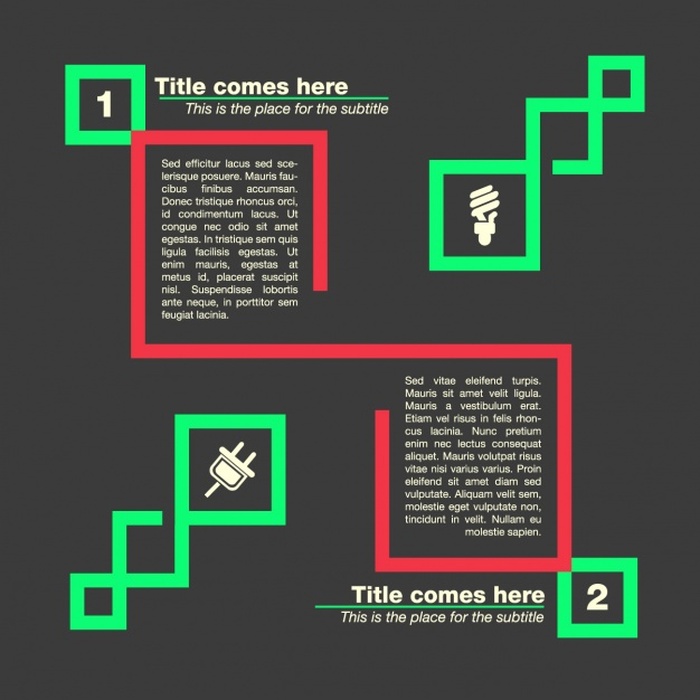 1
Title comes here
This is the place for the subtitle
Sed efficitur lacus sed sce-
lerisque posuere. Mauris fau-
cibus finibus accumsan.
Donec tristique rhoncus orci,
id condimentum lacus. Ut
congue nec odio sit amet
egestas. In tristique sem quis
ligula facilisis egestas. Ut
enim mauris, egestas at
metus id, placerat suscipit
nisl. Suspendisse lobortis
ante neque, in porttitor sem
feugiat lacinia.
Sed vitae eleifend turpis.
Mauris sit amet velit ligula.
Mauris a vestibulum erat.
Etiam vel risus in felis rhon-
cus lacinia. Nunc pretium
enim nec lectus consequat
aliquet. Mauris volutpat risus
vitae nisi varius varius. Proin
eleifend sit amet diam sed
vulputate. Aliquam velit sem,
molestie eget vulputate non,
tincidunt in velit. Nullam eu
molestie sapien.
Title comes here
This is the place for the subtitle
2